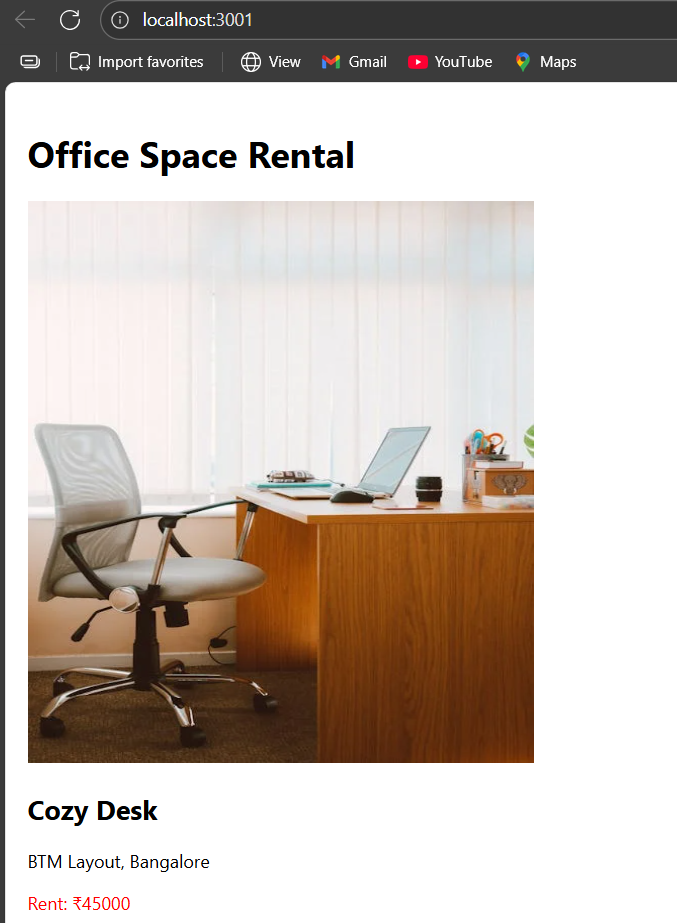 localhost:3001
Import favorites View Gmail YouTube Maps
Office Space Rental
Cozy Desk
BTM Layout, Bangalore
Rent: ₹45000